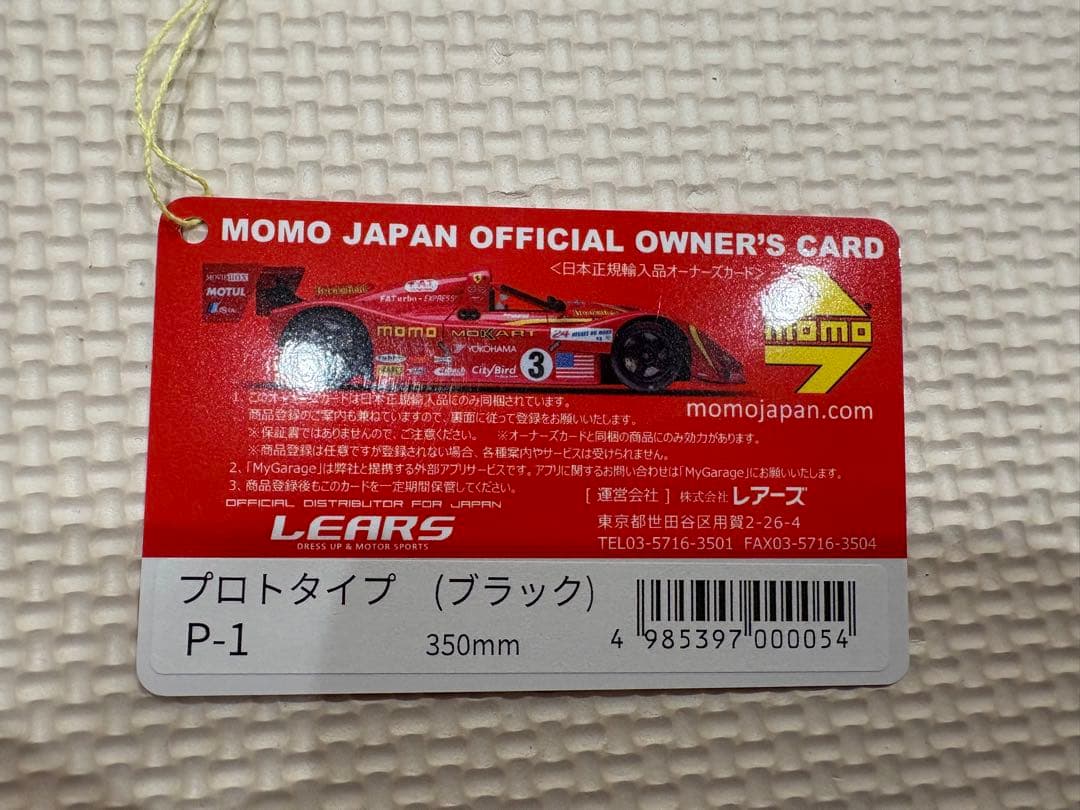 MOMO JAPAN OFFICIAL OWNER'S CARD
<日本正規輸入品オーナーズカード>
MOTUL
FATurbo-EXPRESS
momo
MOKART
24
YOKOHAMA
CityBird
3
momo
momojapan.com
1、このオーナーズカードは日本正規輸入品にのみ同梱されています。
商品登録のご案内も兼ねていますので、裏面に従って登録をお願いいたします。
※保証書ではありませんので、ご注意ください。 ※オーナーズカードと同梱の商品にのみ効力があります。
※商品登録は任意ですが登録されない場合、各種案内やサービスは受けられません。
2、「MyGarage」は弊社と提携する外部アプリサービスです。アプリに関するお問い合わせは「MyGarage」にお願いいたします。
3、商品登録後もこのカードを一定期間保管してください。
OFFICIAL DISTRIBUTOR FOR JAPAN
LEARS
DRESS UP & MOTOR SPORTS
[ 運営会社 ] 株式会社 レアーズ
東京都世田谷区用賀2-26-4
TEL03-5716-3501 FAX03-5716-3504
プロトタイプ (ブラック)
P-1 350mm
4 985397 000054